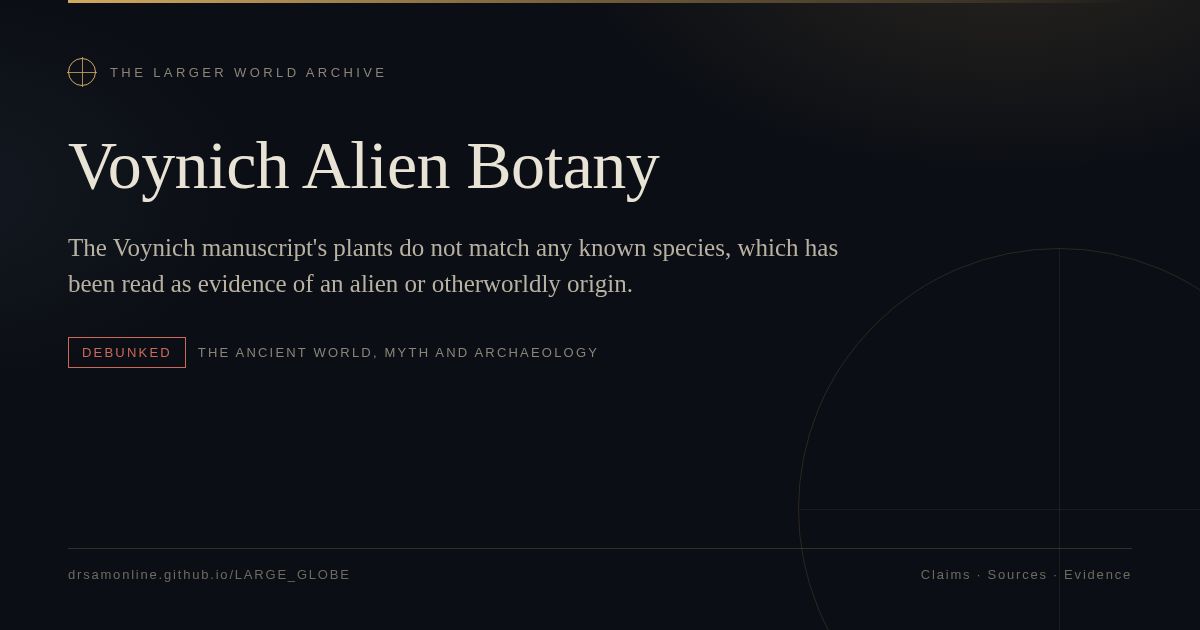 THE LARGER WORLD ARCHIVE
Voynich Alien Botany
The Voynich manuscript's plants do not match any known species, which has
been read as evidence of an alien or otherworldly origin.
DEBUNKED THE ANCIENT WORLD, MYTH AND ARCHAEOLOGY
drsamonline.github.io/LARGE_GLOBE Claims · Sources · Evidence